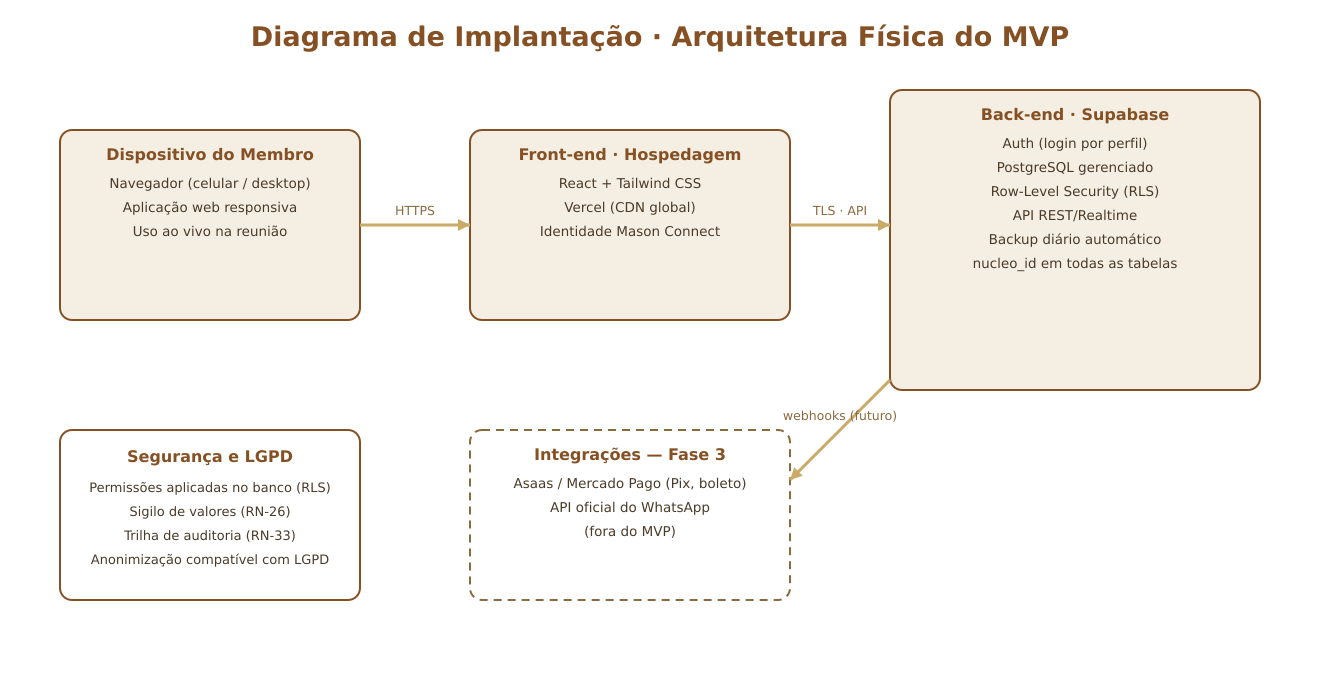 Diagrama de Implantação · Arquitetura Física do MVP
Dispositivo do Membro
Navegador (celular / desktop)
Aplicação web responsiva
Uso ao vivo na reunião
HTTPS
Front-end · Hospedagem
React + Tailwind CSS
Vercel (CDN global)
Identidade Mason Connect
TLS · API
Back-end · Supabase
Auth (login por perfil)
PostgreSQL gerenciado
Row-Level Security (RLS)
API REST/Realtime
Backup diário automático
nucleo_id em todas as tabelas
webhooks (futuro)
Segurança e LGPD
Permissões aplicadas no banco (RLS)
Sigilo de valores (RN-26)
Trilha de auditoria (RN-33)
Anonimização compatível com LGPD
Integrações — Fase 3
Asaas / Mercado Pago (Pix, boleto)
API oficial do WhatsApp
(fora do MVP)